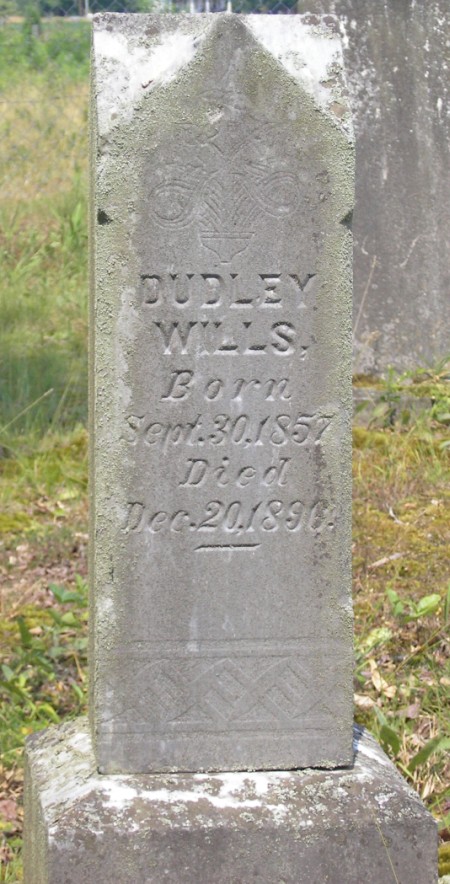 DUDLEY
WILLS,
Born
Sept. 30, 1857
Died
Dec. 20, 1896.